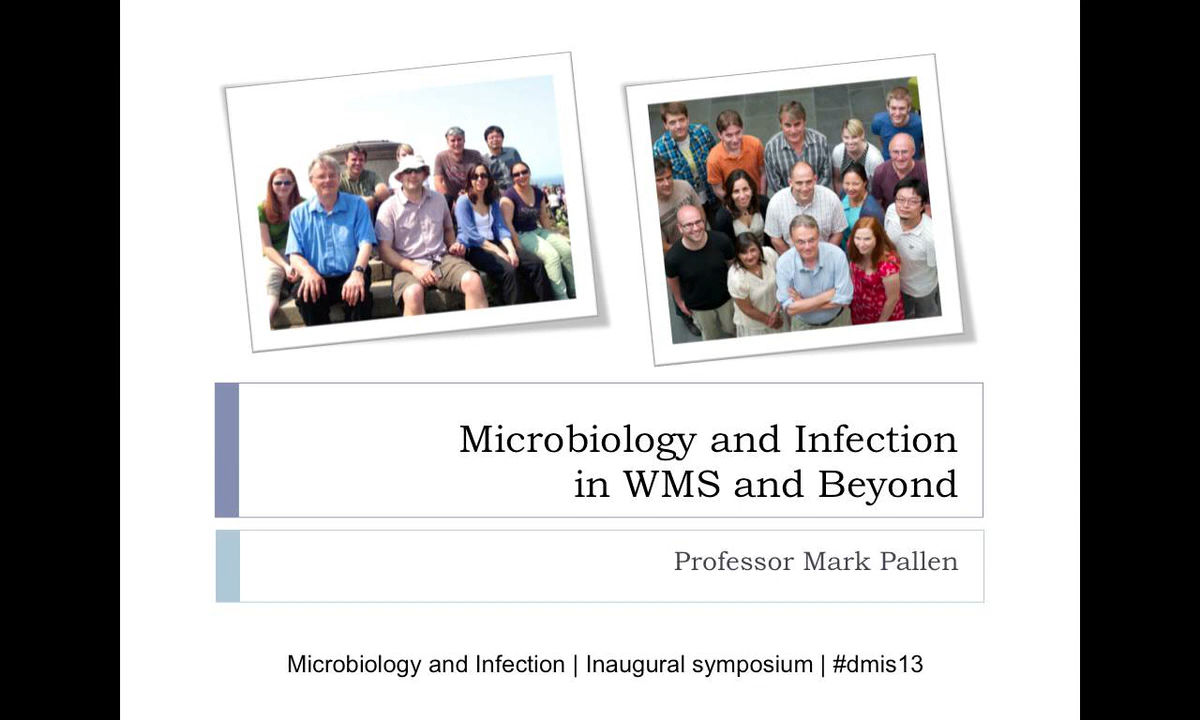 Microbiology and Infection
in WMS and Beyond
Professor Mark Pallen
Microbiology and Infection | Inaugural symposium | #dmis13